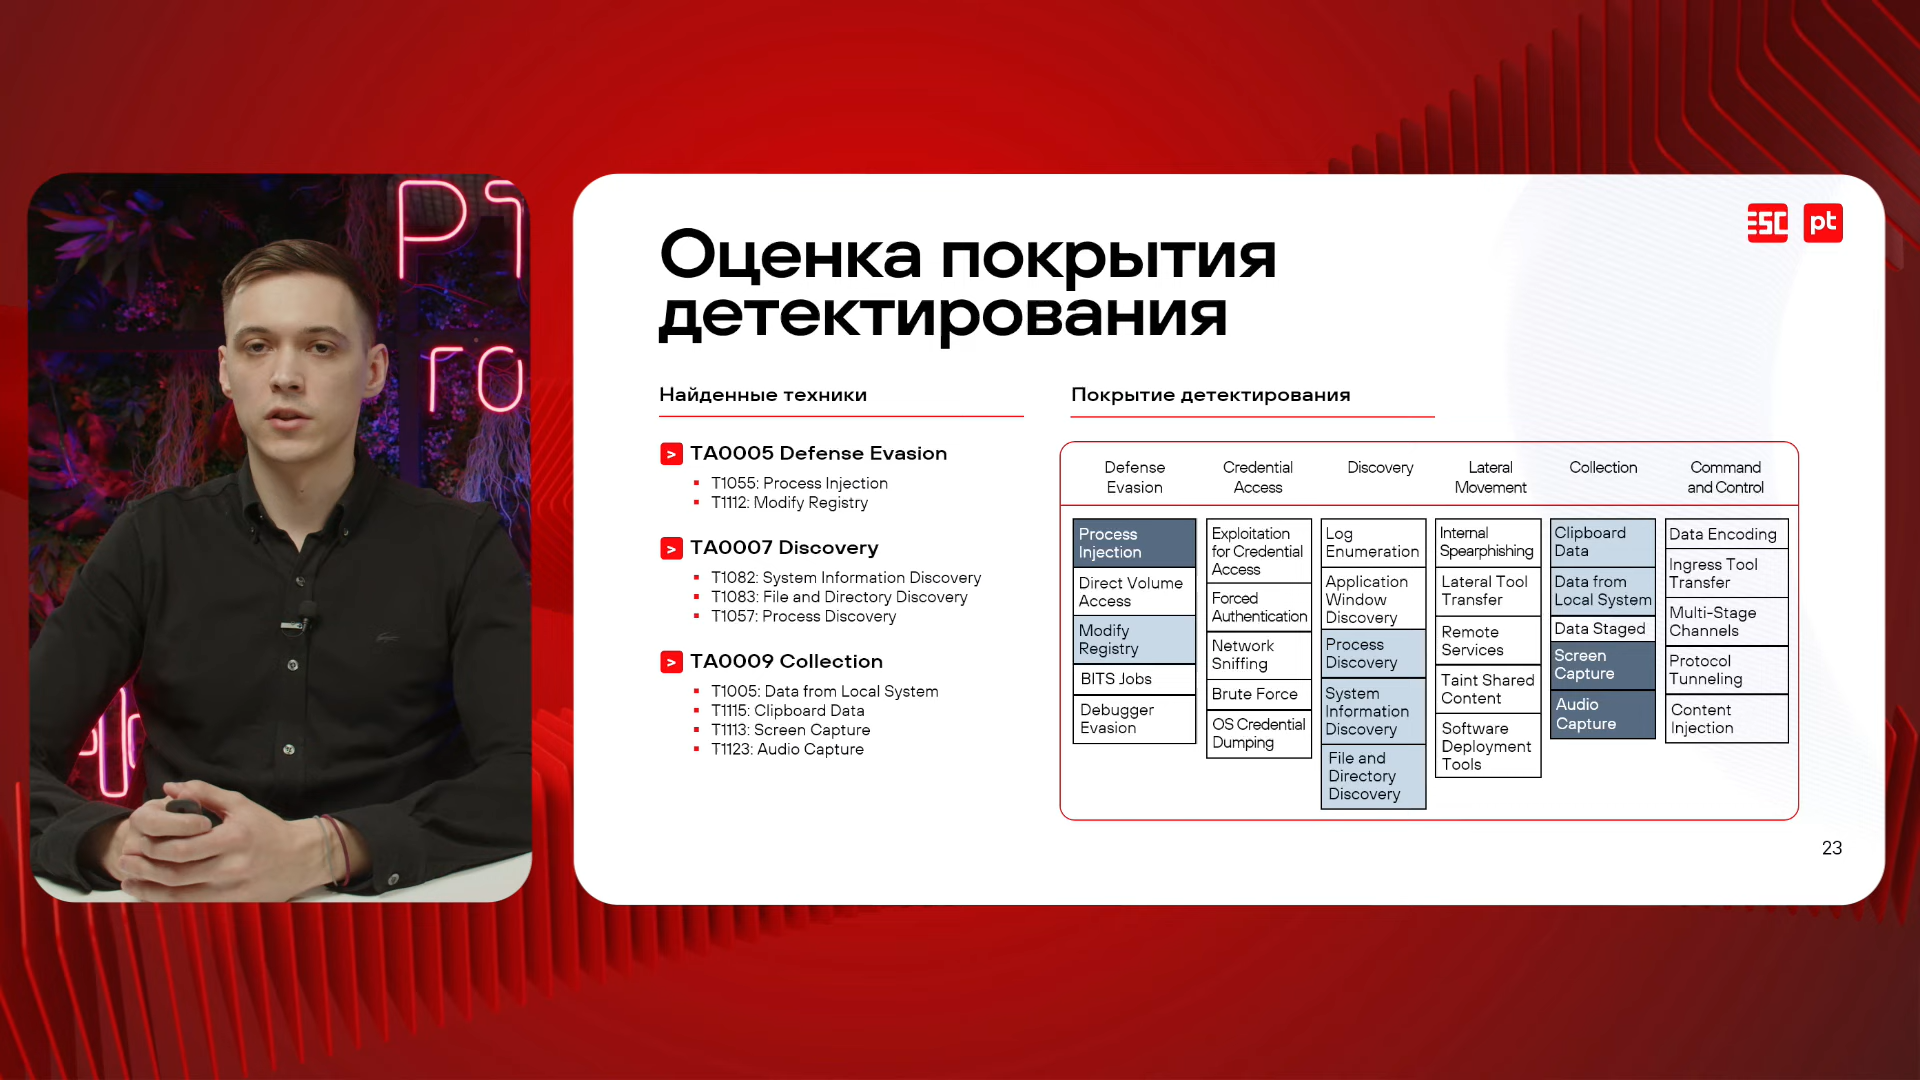 PT
го
ESC
pt
Оценка покрытия
детектирования
Найденные техники
> TA0005 Defense Evasion
T1055: Process Injection
T1112: Modify Registry
> TA0007 Discovery
T1082: System Information Discovery
T1083: File and Directory Discovery
T1057: Process Discovery
> TA0009 Collection
T1005: Data from Local System
T1115: Clipboard Data
T1113: Screen Capture
T1123: Audio Capture
Покрытие детектирования
Defense
Evasion
Process
Injection
Direct Volume
Access
Modify
Registry
BITS Jobs
Debugger
Evasion
Credential
Access
Exploitation
for Credential
Access
Forced
Authentication
Network
Sniffing
Brute Force
OS Credential
Dumping
Discovery
Log
Enumeration
Application
Window
Discovery
Process
Discovery
System
Information
Discovery
File and
Directory
Discovery
Lateral
Movement
Internal
Spearphishing
Lateral Tool
Transfer
Remote
Services
Taint Shared
Content
Software
Deployment
Tools
Collection
Clipboard
Data
Data from
Local System
Data Staged
Screen
Capture
Audio
Capture
Command
and Control
Data Encoding
Ingress Tool
Transfer
Multi-Stage
Channels
Protocol
Tunneling
Content
Injection
23